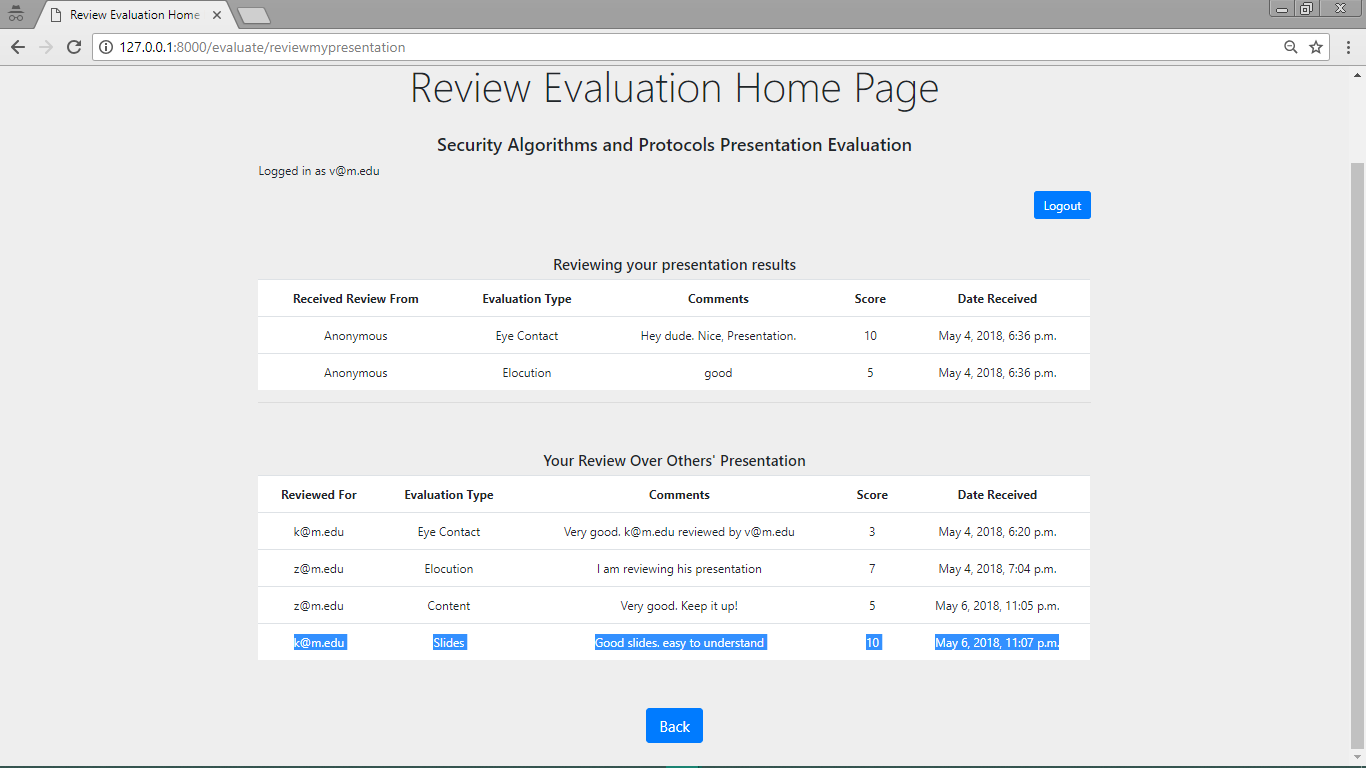 Review Evaluation Home
127.0.0.1:8000/evaluate/reviewmypresentation
Review Evaluation Home Page
Security Algorithms and Protocols Presentation Evaluation
Logged in as v@m.edu
Logout
Reviewing your presentation results
Received Review From Evaluation Type Comments Score Date Received
Anonymous Eye Contact Hey dude. Nice, Presentation. 10 May 4, 2018, 6:36 p.m.
Anonymous Elocution good 5 May 4, 2018, 6:36 p.m.
Your Review Over Others' Presentation
Reviewed For Evaluation Type Comments Score Date Received
k@m.edu Eye Contact Very good. k@m.edu reviewed by v@m.edu 3 May 4, 2018, 6:20 p.m.
z@m.edu Elocution I am reviewing his presentation 7 May 4, 2018, 7:04 p.m.
z@m.edu Content Very good. Keep it up! 5 May 6, 2018, 11:05 p.m.
k@m.edu Slides Good slides. easy to understand 10 May 6, 2018, 11:07 p.m.
Back